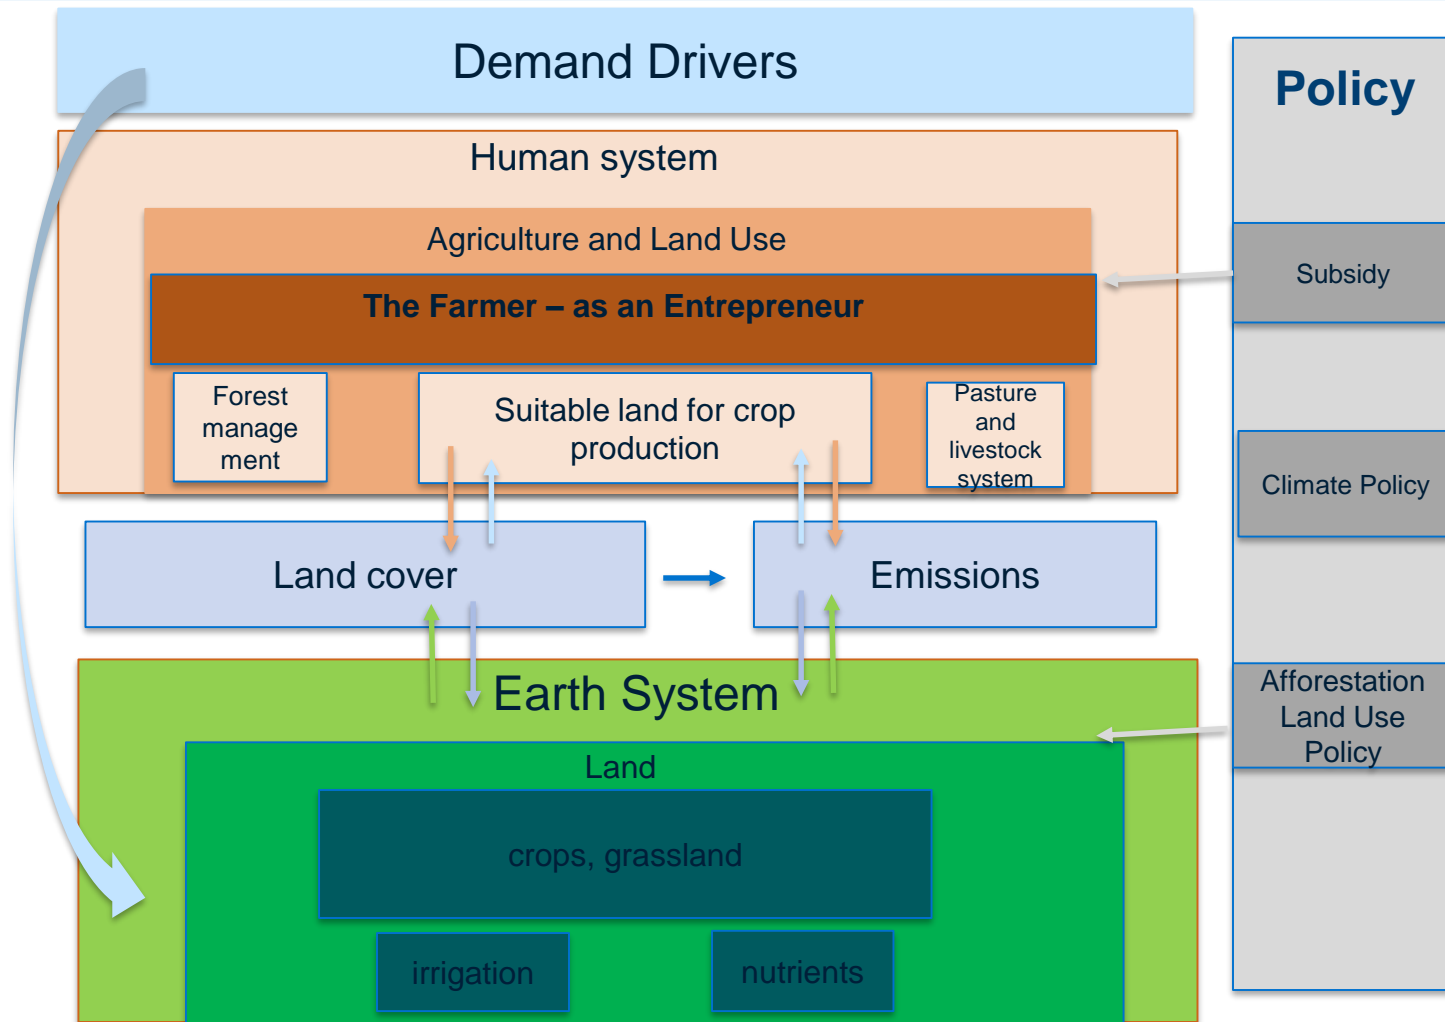 Demand Drivers
Policy
Human system
Agriculture and Land Use
Subsidy
The Farmer – as an Entrepreneur
Forest
manage
ment
Suitable land for crop
production
Pasture
and
livestock
system
Climate Policy
Land cover
Emissions
Earth System
Afforestation
Land Use
Policy
Land
crops, grassland
irrigation
nutrients